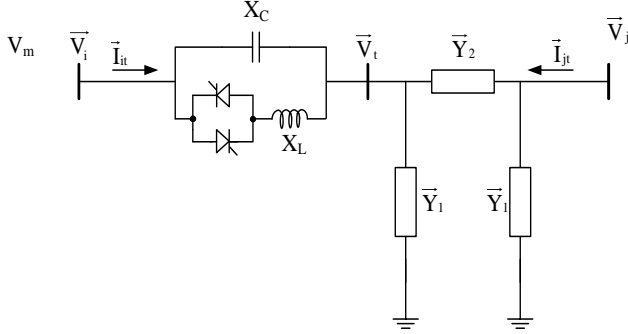 X_C
V_m
V⃗_i
I⃗_it
V⃗_t
Y⃗_2
I⃗_jt
V⃗_j
X_L
Y⃗_1
Y⃗_1